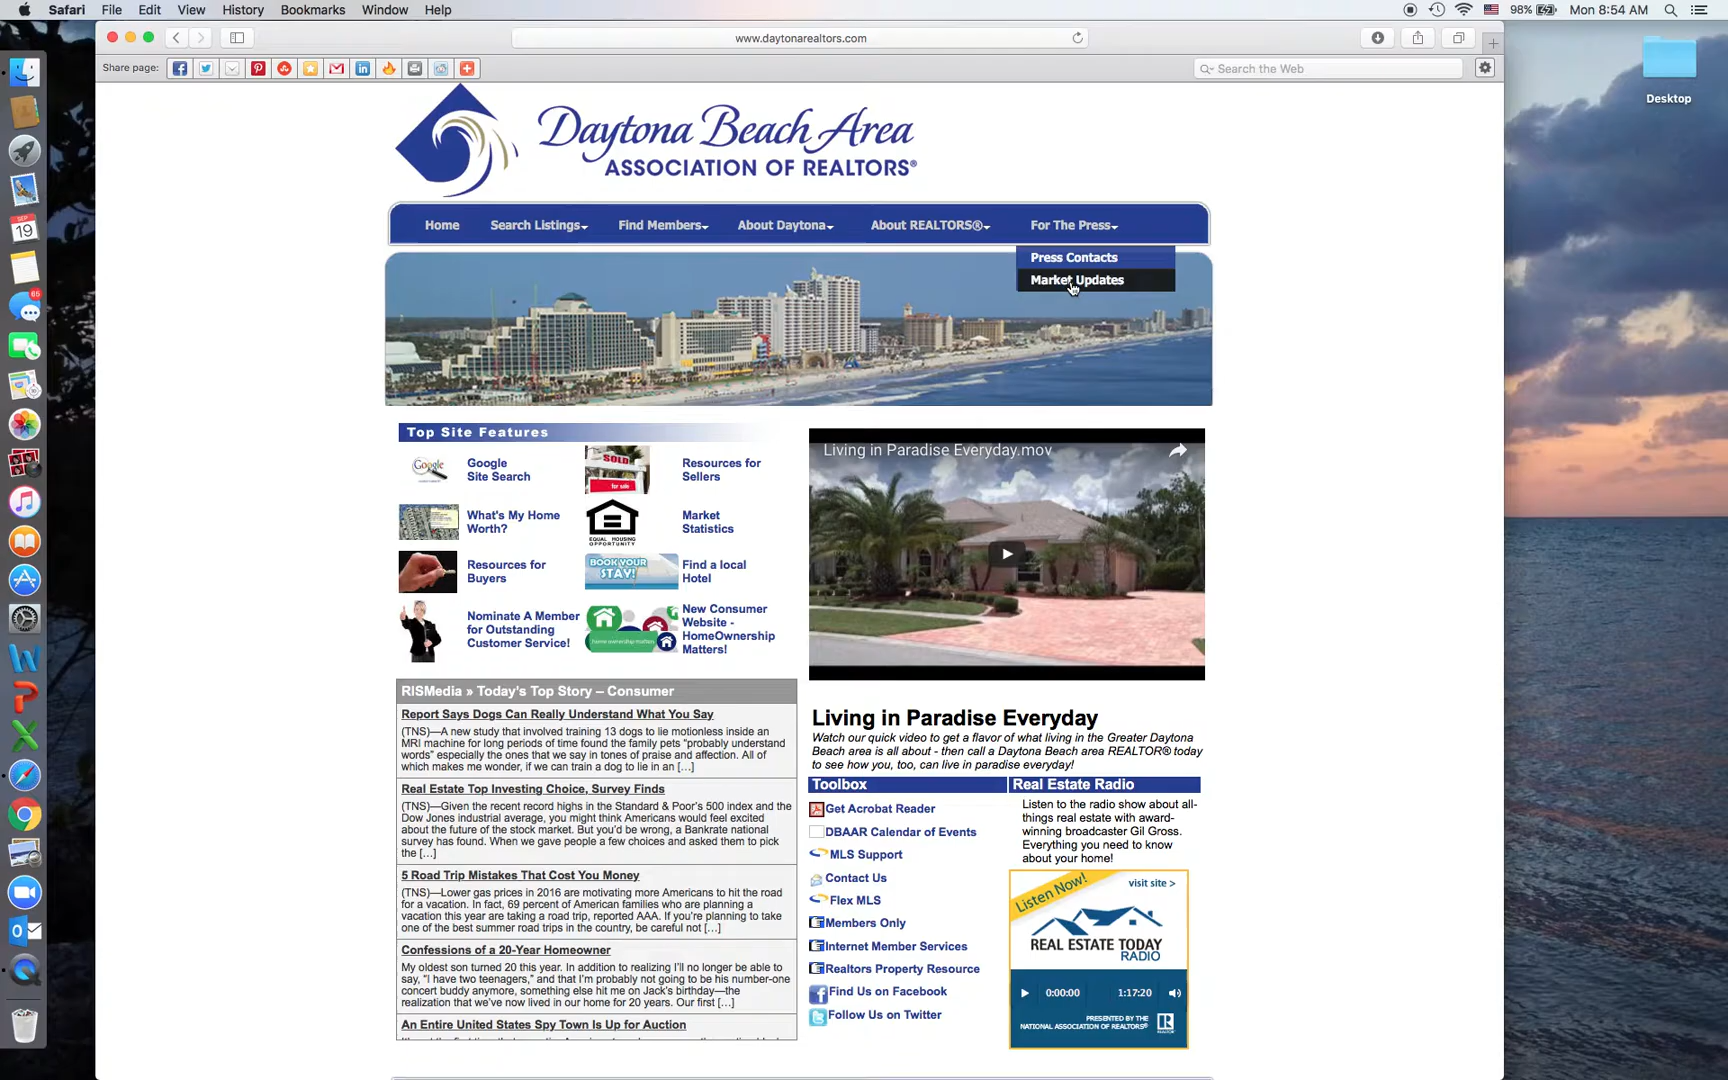 Safari File Edit View History Bookmarks Window Help
98% Mon 8:54 AM
www.daytonarealtors.com
Share page:
Search the Web
Desktop
SEP
19
65
Daytona Beach Area
ASSOCIATION OF REALTORS®
Home Search Listings Find Members About Daytona About REALTORS® For The Press
Press Contacts
Market Updates
Top Site Features
Google
Site Search
SOLD
for sale
Resources for
Sellers
What's My Home
Worth?
EQUAL HOUSING
OPPORTUNITY
Market
Statistics
Resources for
Buyers
BOOK YOUR
STAY!
Find a local
Hotel
Nominate A Member
for Outstanding
Customer Service!
home ownership matters
New Consumer
Website -
HomeOwnership
Matters!
Living in Paradise Everyday.mov
RISMedia » Today's Top Story – Consumer
Report Says Dogs Can Really Understand What You Say
(TNS)—A new study that involved training 13 dogs to lie motionless inside an
MRI machine for long periods of time found the family pets "probably understand
words" especially the ones that we say in tones of praise and affection. All of
which makes me wonder, if we can train a dog to lie in an […]
Real Estate Top Investing Choice, Survey Finds
(TNS)—Given the recent record highs in the Standard & Poor's 500 index and the
Dow Jones industrial average, you might think Americans would feel excited
about the future of the stock market. But you'd be wrong, a Bankrate national
survey has found. When we gave people a few choices and asked them to pick
the […]
5 Road Trip Mistakes That Cost You Money
(TNS)—Lower gas prices in 2016 are motivating more Americans to hit the road
for a vacation. In fact, 69 percent of American families who are planning a
vacation this year are taking a road trip, reported AAA. If you're planning to take
one of the best summer road trips in the country, be careful not […]
Confessions of a 20-Year Homeowner
My oldest son turned 20 this year. In addition to realizing I'll no longer be able to
say, "I have two teenagers," and that I'm probably not going to be his number-one
concert buddy anymore, something else hit me on Jack's birthday—the
realization that we've now lived in our home for 20 years. Our first […]
An Entire United States Spy Town Is Up for Auction
Living in Paradise Everyday
Watch our quick video to get a flavor of what living in the Greater Daytona
Beach area is all about - then call a Daytona Beach area REALTOR® today
to see how you, too, can live in paradise everyday!
Toolbox
Get Acrobat Reader
DBAAR Calendar of Events
MLS Support
Contact Us
Flex MLS
Members Only
Internet Member Services
Realtors Property Resource
Find Us on Facebook
Follow Us on Twitter
Real Estate Radio
Listen to the radio show about all-
things real estate with award-
winning broadcaster Gil Gross.
Everything you need to know
about your home!
Listen Now!
visit site >
REAL ESTATE TODAY
RADIO
0:00:00 1:17:20
PRESENTED BY THE
NATIONAL ASSOCIATION OF REALTORS®